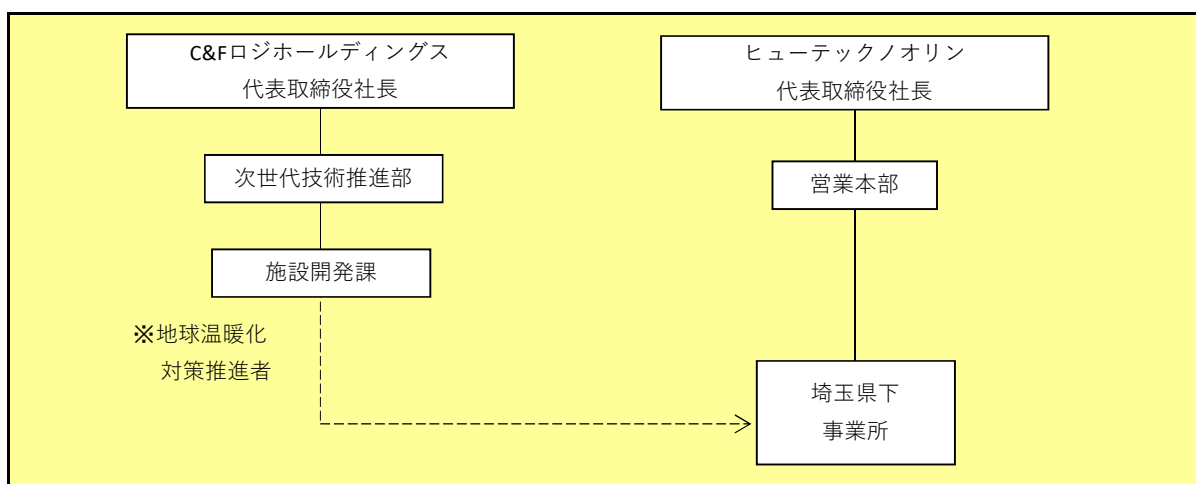 C&Fロジホールディングス
代表取締役社長
次世代技術推進部
施設開発課
※地球温暖化
対策推進者
ヒューテックノオリン
代表取締役社長
営業本部
埼玉県下
事業所